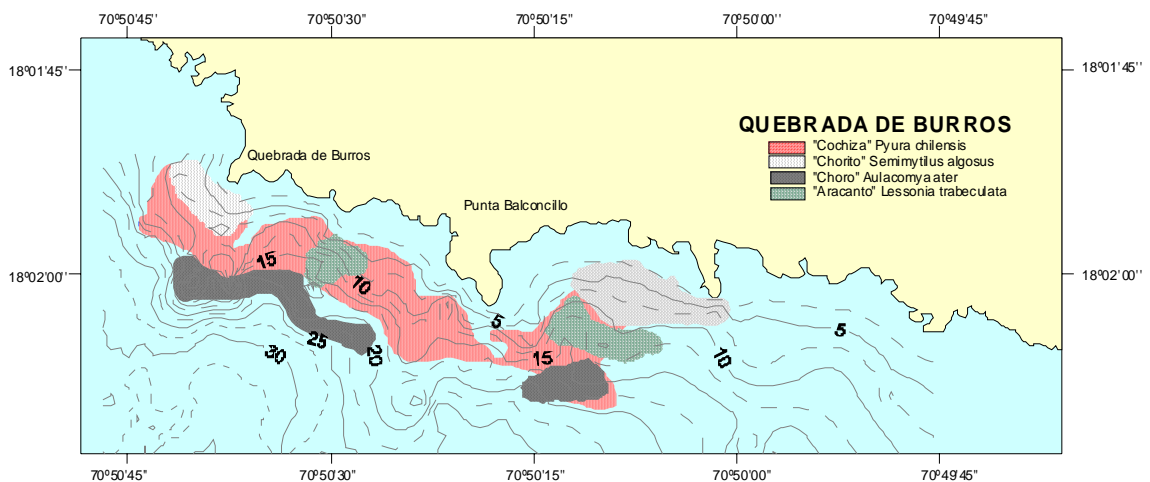 70º50'45'' 70º50'30'' 70º50'15'' 70º50'00'' 70º49'45''
18º01'45'' 18º01'45''
QUEBRADA DE BURROS
"Cochiza" Pyura chilensis
"Chorito" Semimytilus algosus
"Choro" Aulacomya ater
"Aracanto" Lessonia trabeculata
Quebrada de Burros
Punta Balconcillo
15
18º02'00'' 18º02'00''
10
5
5
25
30
20
15
10
70º50'45'' 70º50'30'' 70º50'15'' 70º50'00'' 70º49'45''